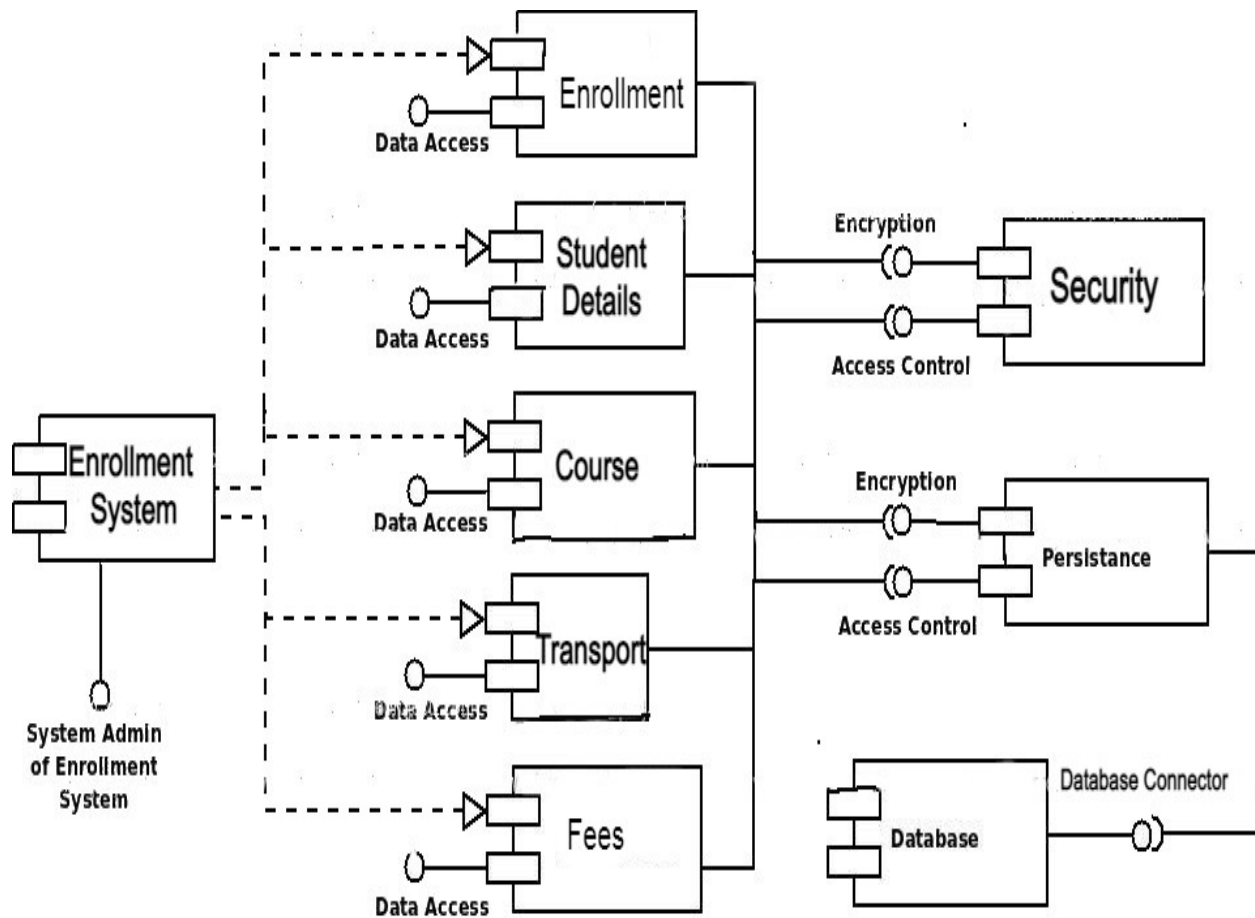 Enrollment
Data Access
Student
Details
Data Access
Encryption
Security
Access Control
Enrollment
System
Course
Data Access
Encryption
Persistance
Access Control
Transport
Data Access
System Admin
of Enrollment
System
Fees
Data Access
Database Connector
Database